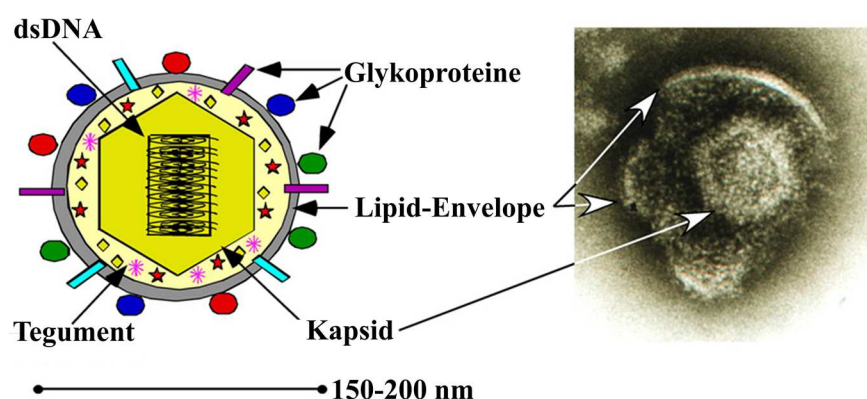 dsDNA
Glykoproteine
Lipid-Envelope
Tegument
Kapsid
150-200 nm